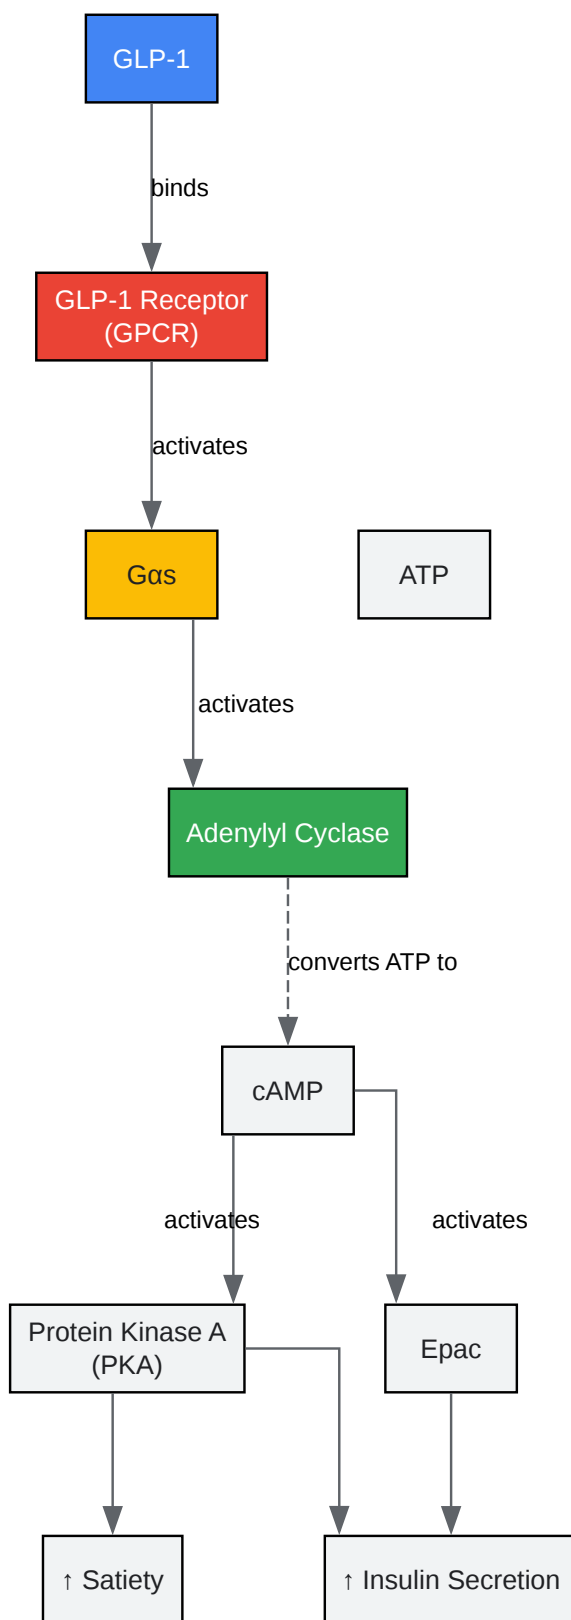 GLP-1
binds
GLP-1 Receptor
(GPCR)
activates
Gαs
ATP
activates
Adenylyl Cyclase
converts ATP to
cAMP
activates
activates
Protein Kinase A
(PKA)
Epac
↑ Satiety
↑ Insulin Secretion